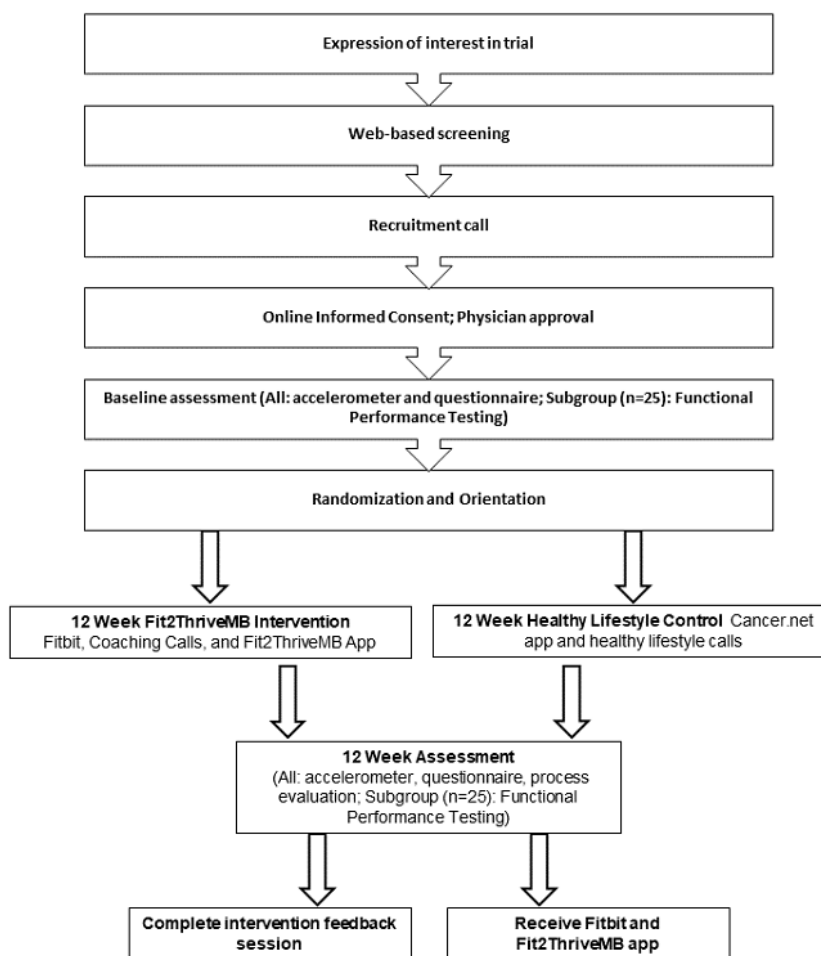 Expression of interest in trial
Web-based screening
Recruitment call
Online Informed Consent; Physician approval
Baseline assessment (All: accelerometer and questionnaire; Subgroup (n=25): Functional
Performance Testing)
Randomization and Orientation
12 Week Fit2ThriveMB Intervention
Fitbit, Coaching Calls, and Fit2ThriveMB App
12 Week Healthy Lifestyle Control Cancer.net
app and healthy lifestyle calls
12 Week Assessment
(All: accelerometer, questionnaire, process
evaluation; Subgroup (n=25): Functional
Performance Testing)
Complete intervention feedback
session
Receive Fitbit and
Fit2ThriveMB app